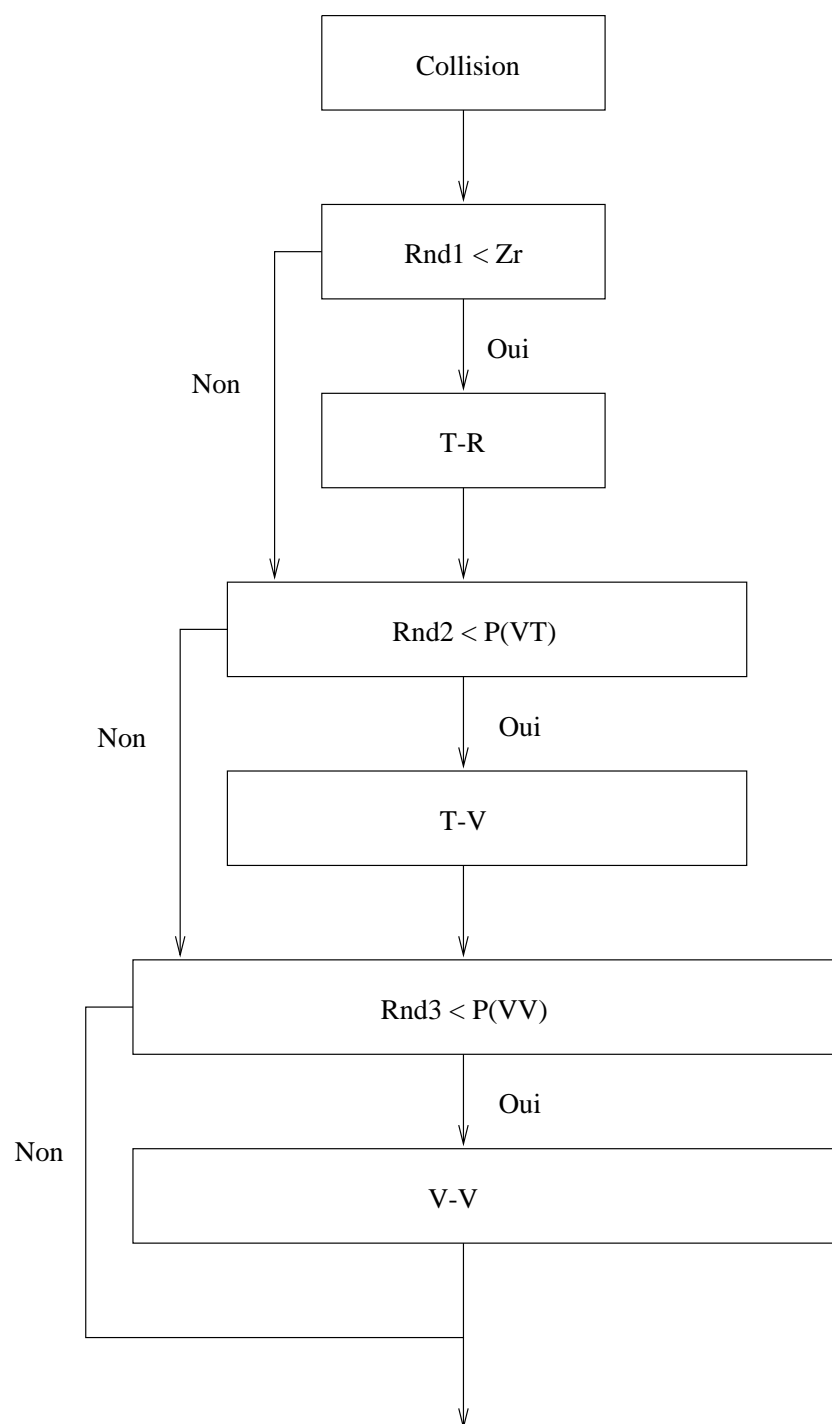 Collision
Rnd1 < Zr
Oui
Non
T-R
Rnd2 < P(VT)
Oui
Non
T-V
Rnd3 < P(VV)
Oui
Non
V-V